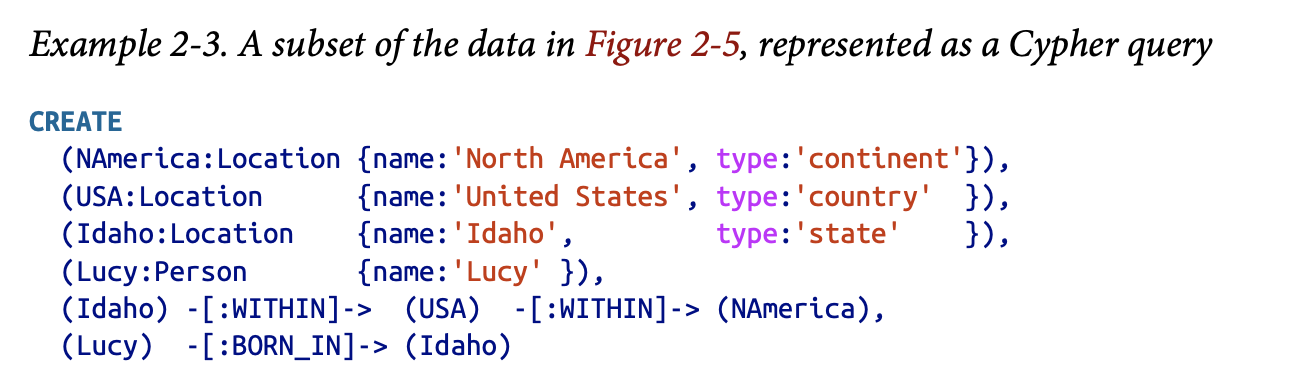 Example 2-3. A subset of the data in Figure 2-5, represented as a Cypher query
CREATE
  (NAmerica:Location {name:'North America', type:'continent'}),
  (USA:Location      {name:'United States', type:'country'  }),
  (Idaho:Location    {name:'Idaho',         type:'state'    }),
  (Lucy:Person       {name:'Lucy' }),
  (Idaho) -[:WITHIN]->  (USA)  -[:WITHIN]-> (NAmerica),
  (Lucy)  -[:BORN_IN]-> (Idaho)